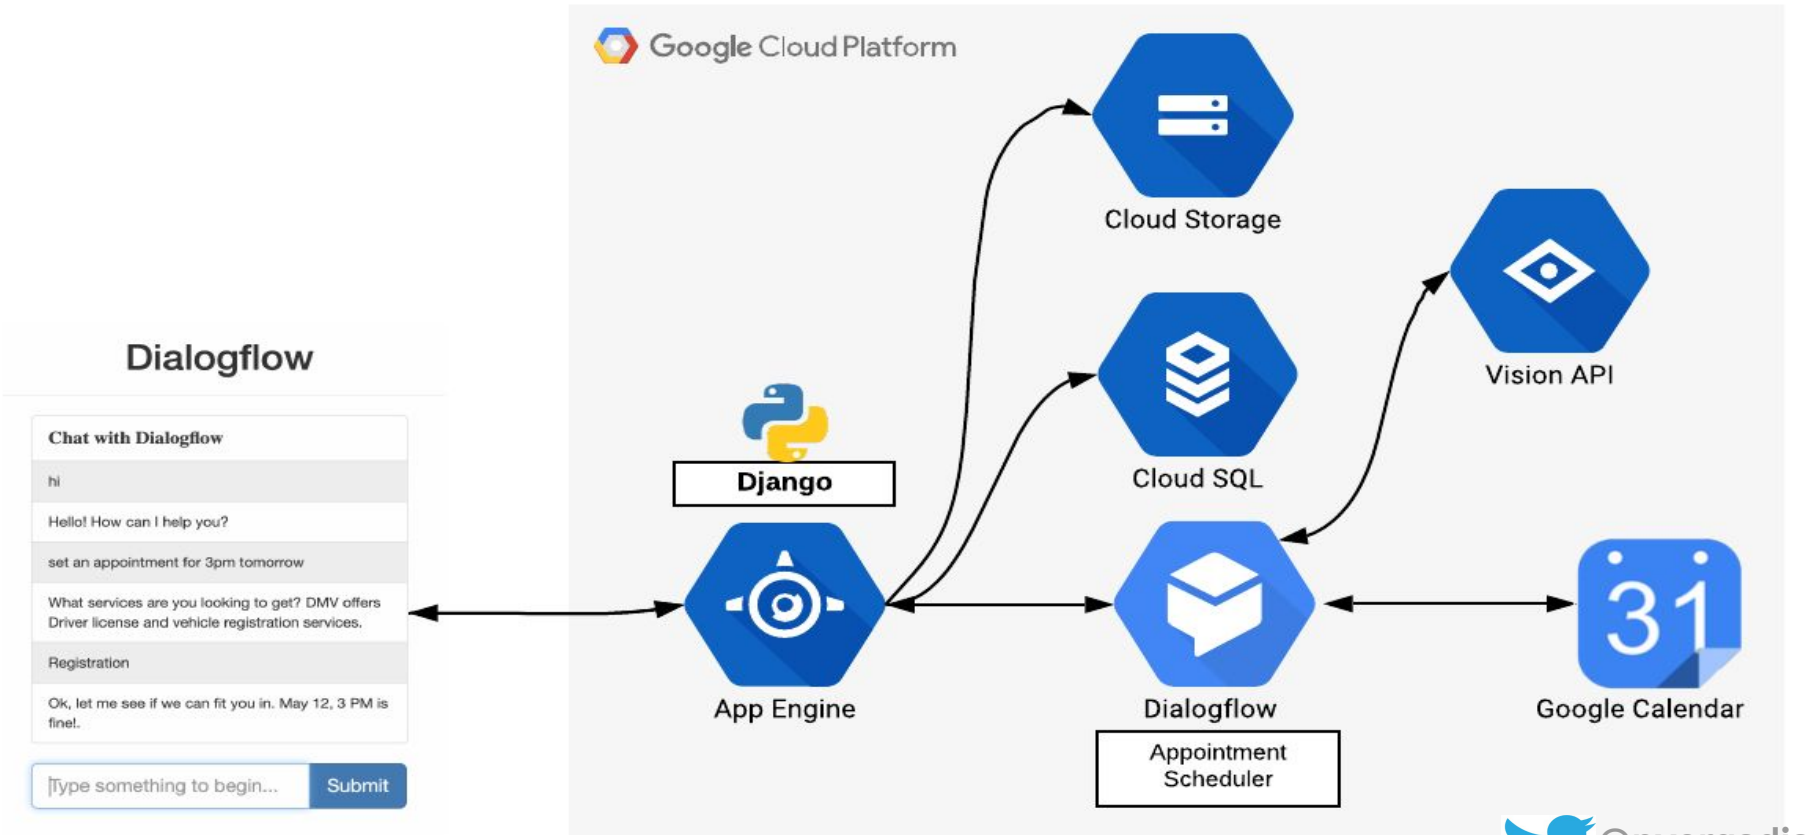 Google Cloud Platform
Cloud Storage
Vision API
Cloud SQL
Django
App Engine
Dialogflow
Appointment
Scheduler
31
Google Calendar
Dialogflow
Chat with Dialogflow
hi
Hello! How can I help you?
set an appointment for 3pm tomorrow
What services are you looking to get? DMV offers
Driver license and vehicle registration services.
Registration
Ok, let me see if we can fit you in. May 12, 3 PM is
fine!.
Type something to begin...
Submit